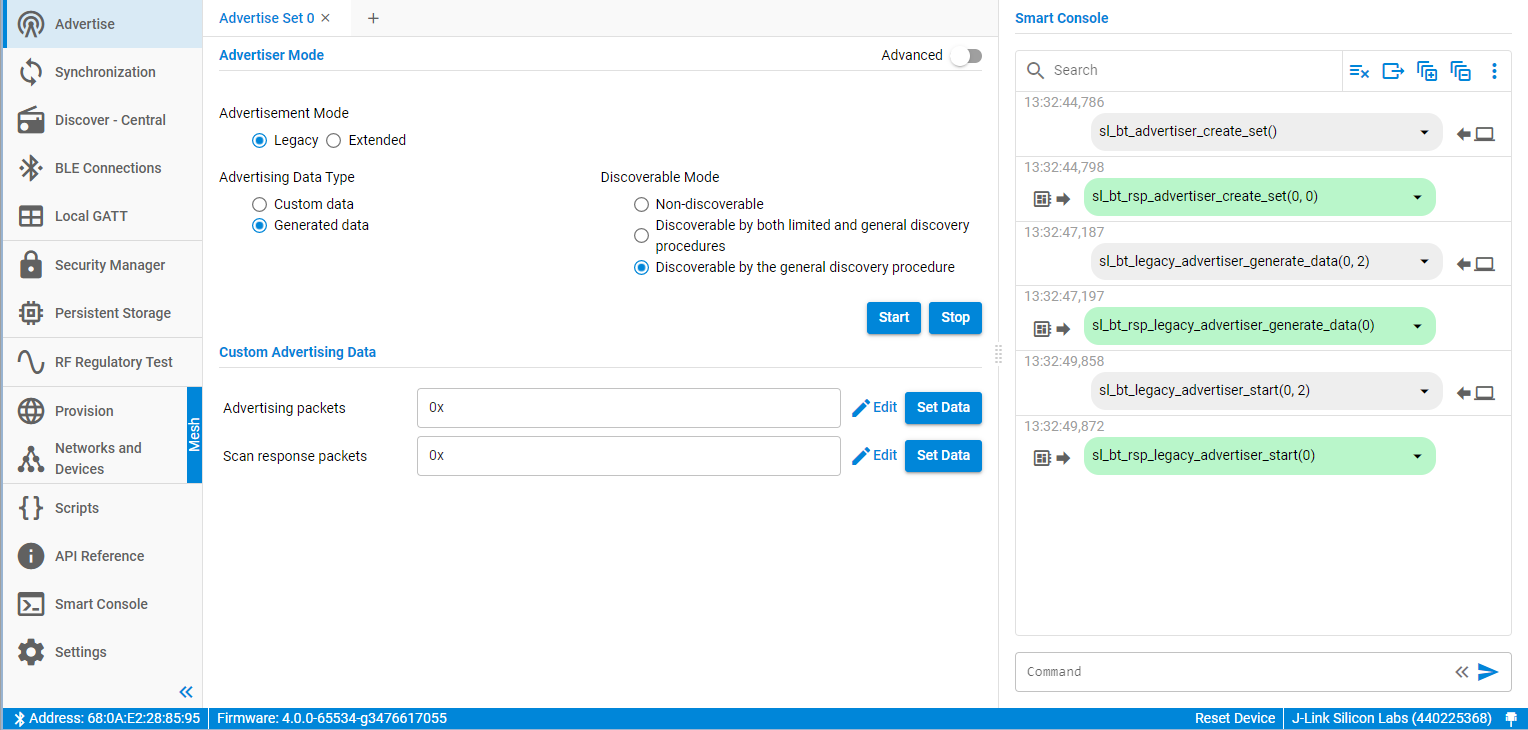 Advertise
Synchronization
Discover - Central
BLE Connections
Local GATT
Security Manager
Persistent Storage
RF Regulatory Test
Provision
Networks and
Devices
Mesh
Scripts
API Reference
Smart Console
Settings
Advertise Set 0
Advertiser Mode
Advanced
Advertisement Mode
Legacy Extended
Advertising Data Type
Custom data
Generated data
Discoverable Mode
Non-discoverable
Discoverable by both limited and general discovery
procedures
Discoverable by the general discovery procedure
Start Stop
Custom Advertising Data
Advertising packets 0x Edit Set Data
Scan response packets 0x Edit Set Data
Smart Console
Search
13:32:44,786
sl_bt_advertiser_create_set()
13:32:44,798
sl_bt_rsp_advertiser_create_set(0, 0)
13:32:47,187
sl_bt_legacy_advertiser_generate_data(0, 2)
13:32:47,197
sl_bt_rsp_legacy_advertiser_generate_data(0)
13:32:49,858
sl_bt_legacy_advertiser_start(0, 2)
13:32:49,872
sl_bt_rsp_legacy_advertiser_start(0)
Command
Address: 68:0A:E2:28:85:95 Firmware: 4.0.0-65534-g3476617055 Reset Device J-Link Silicon Labs (440225368)